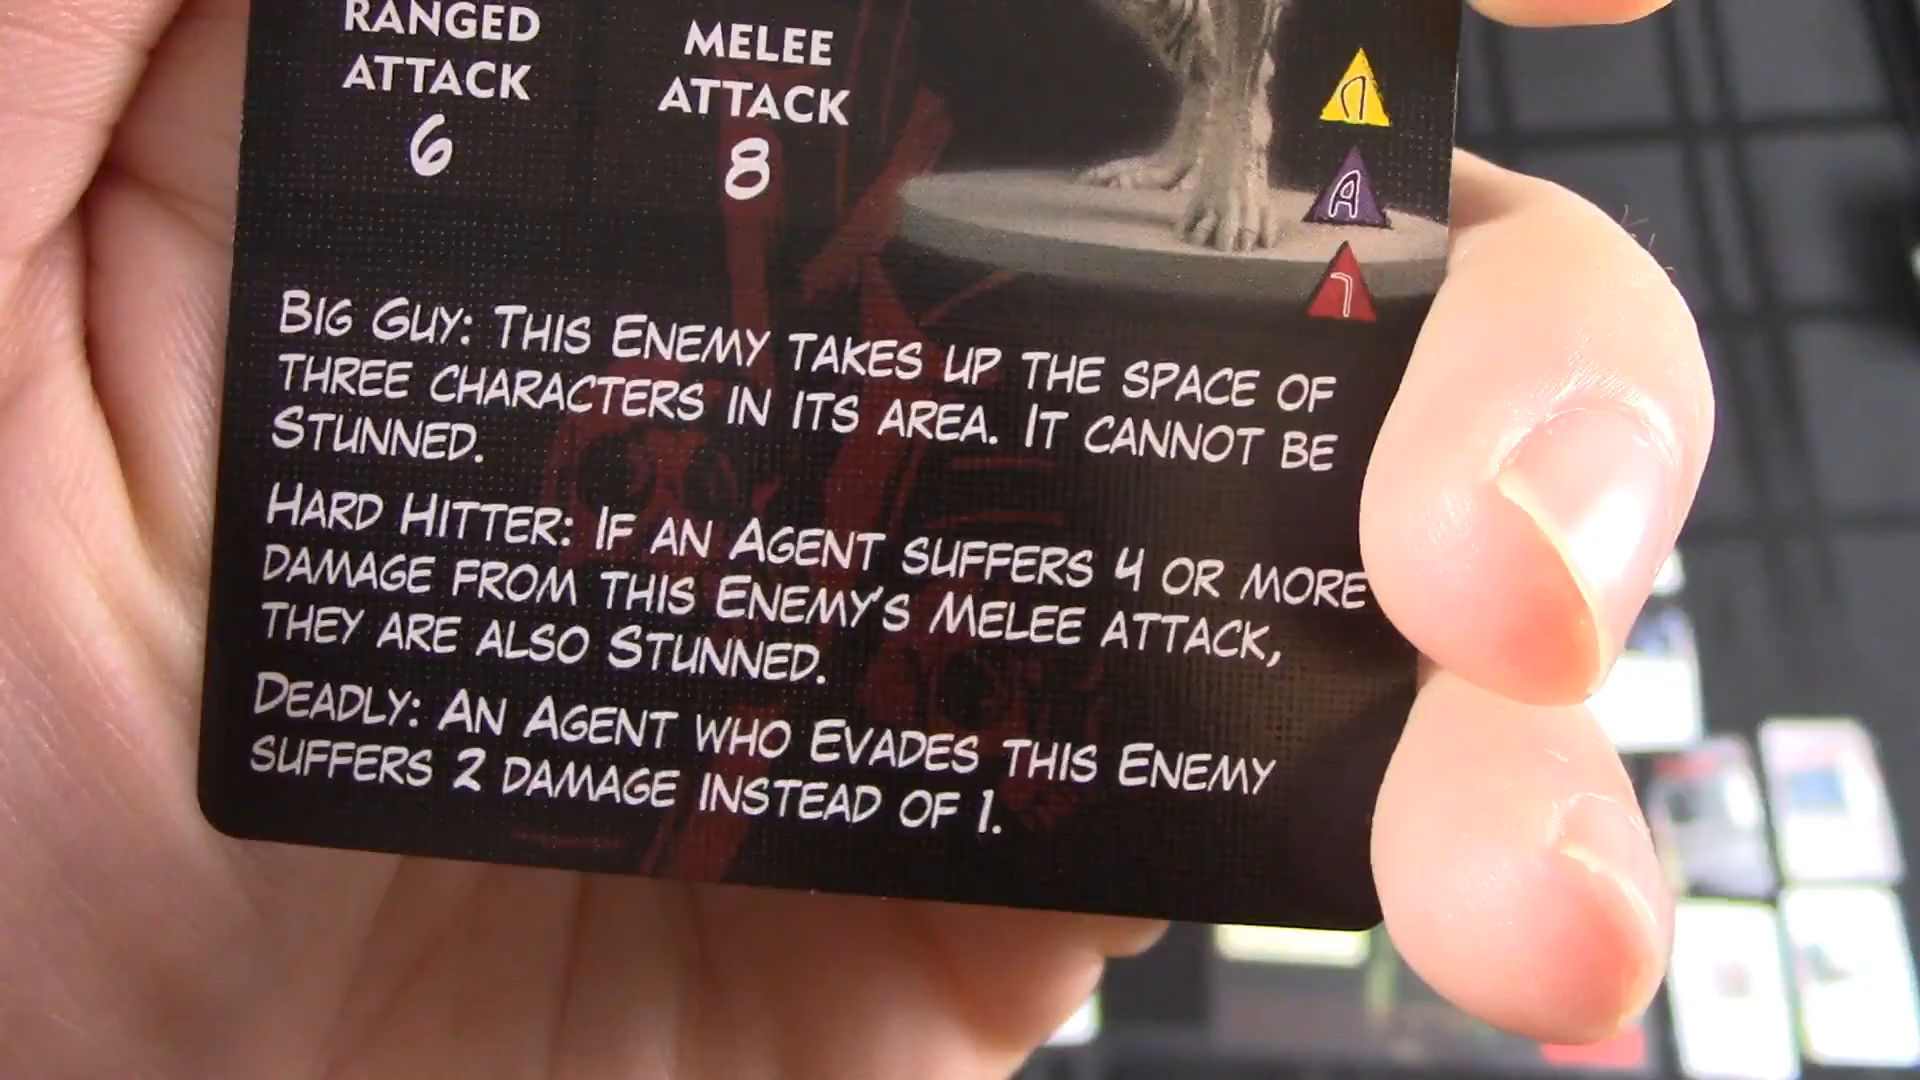 RANGED
ATTACK
6
MELEE
ATTACK
8
A
BIG GUY: THIS ENEMY TAKES UP THE SPACE OF
THREE CHARACTERS IN ITS AREA. IT CANNOT BE
STUNNED.
HARD HITTER: IF AN AGENT SUFFERS 4 OR MORE
DAMAGE FROM THIS ENEMY'S MELEE ATTACK,
THEY ARE ALSO STUNNED.
DEADLY: AN AGENT WHO EVADES THIS ENEMY
SUFFERS 2 DAMAGE INSTEAD OF 1.